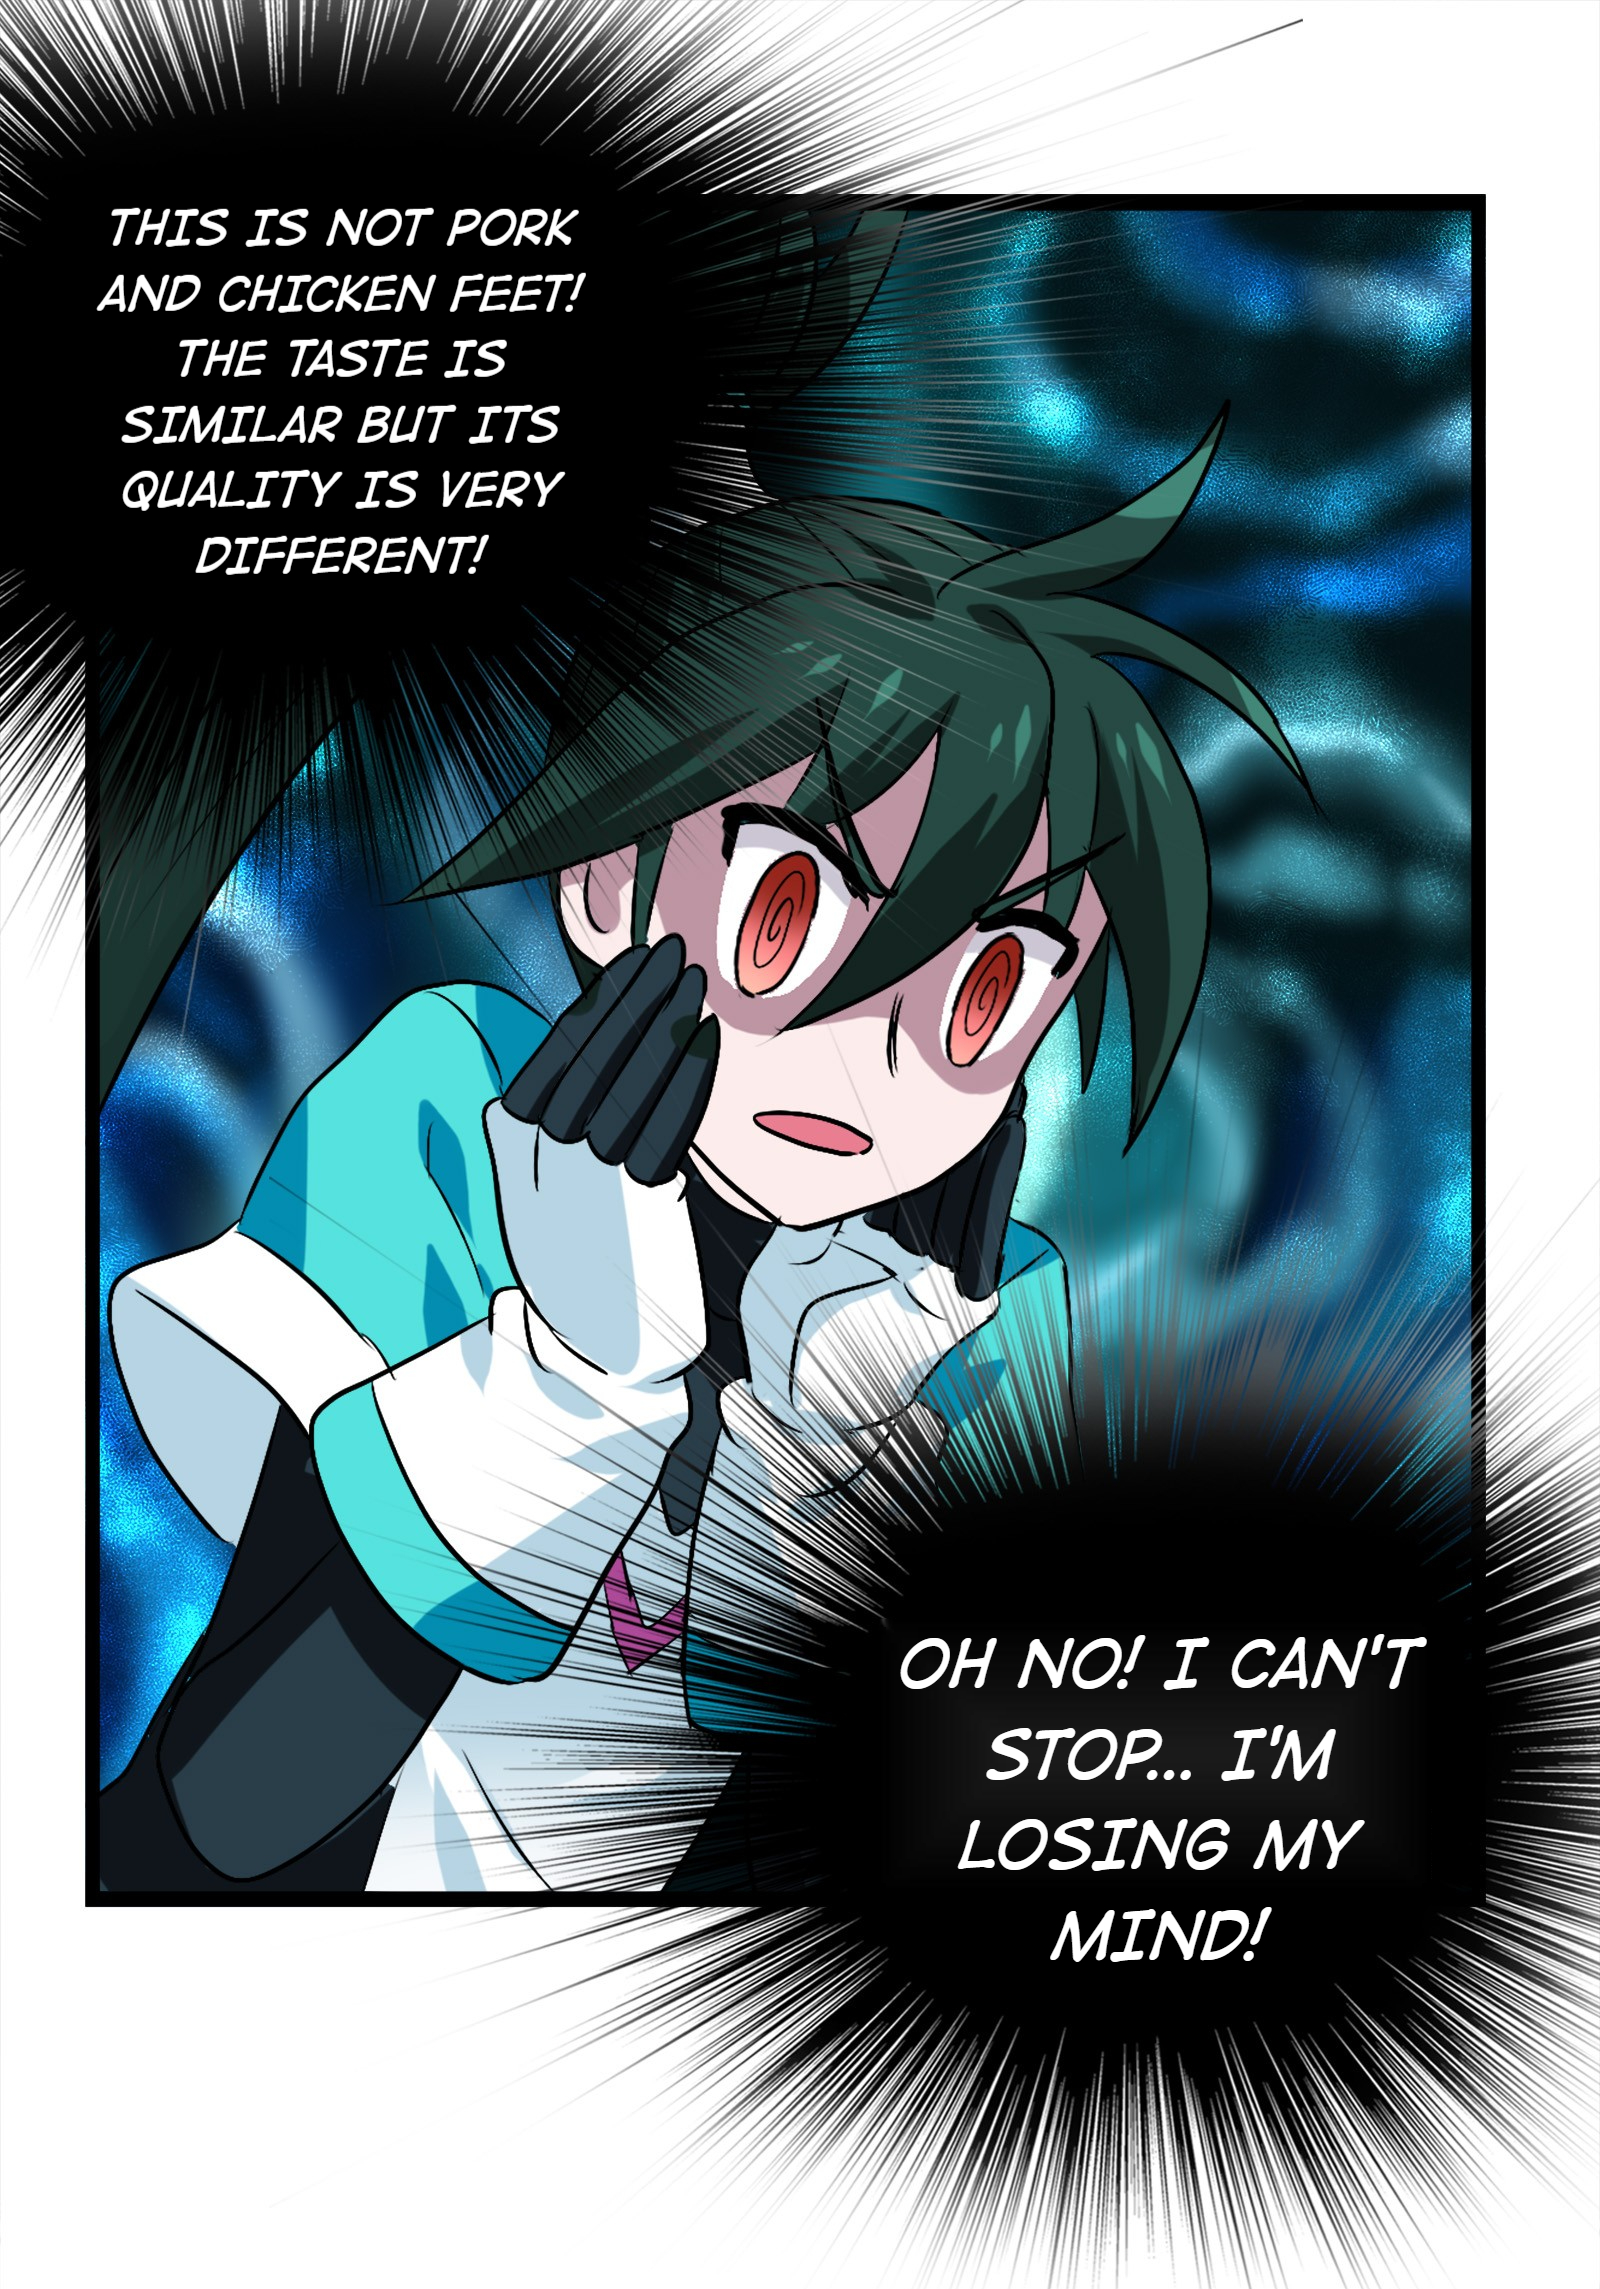 THIS IS NOT PORK
AND CHICKEN FEET!
THE TASTE IS
SIMILAR BUT ITS
QUALITY IS VERY
DIFFERENT!
OH NO! I CAN'T
STOP... I'M
LOSING MY
MIND!